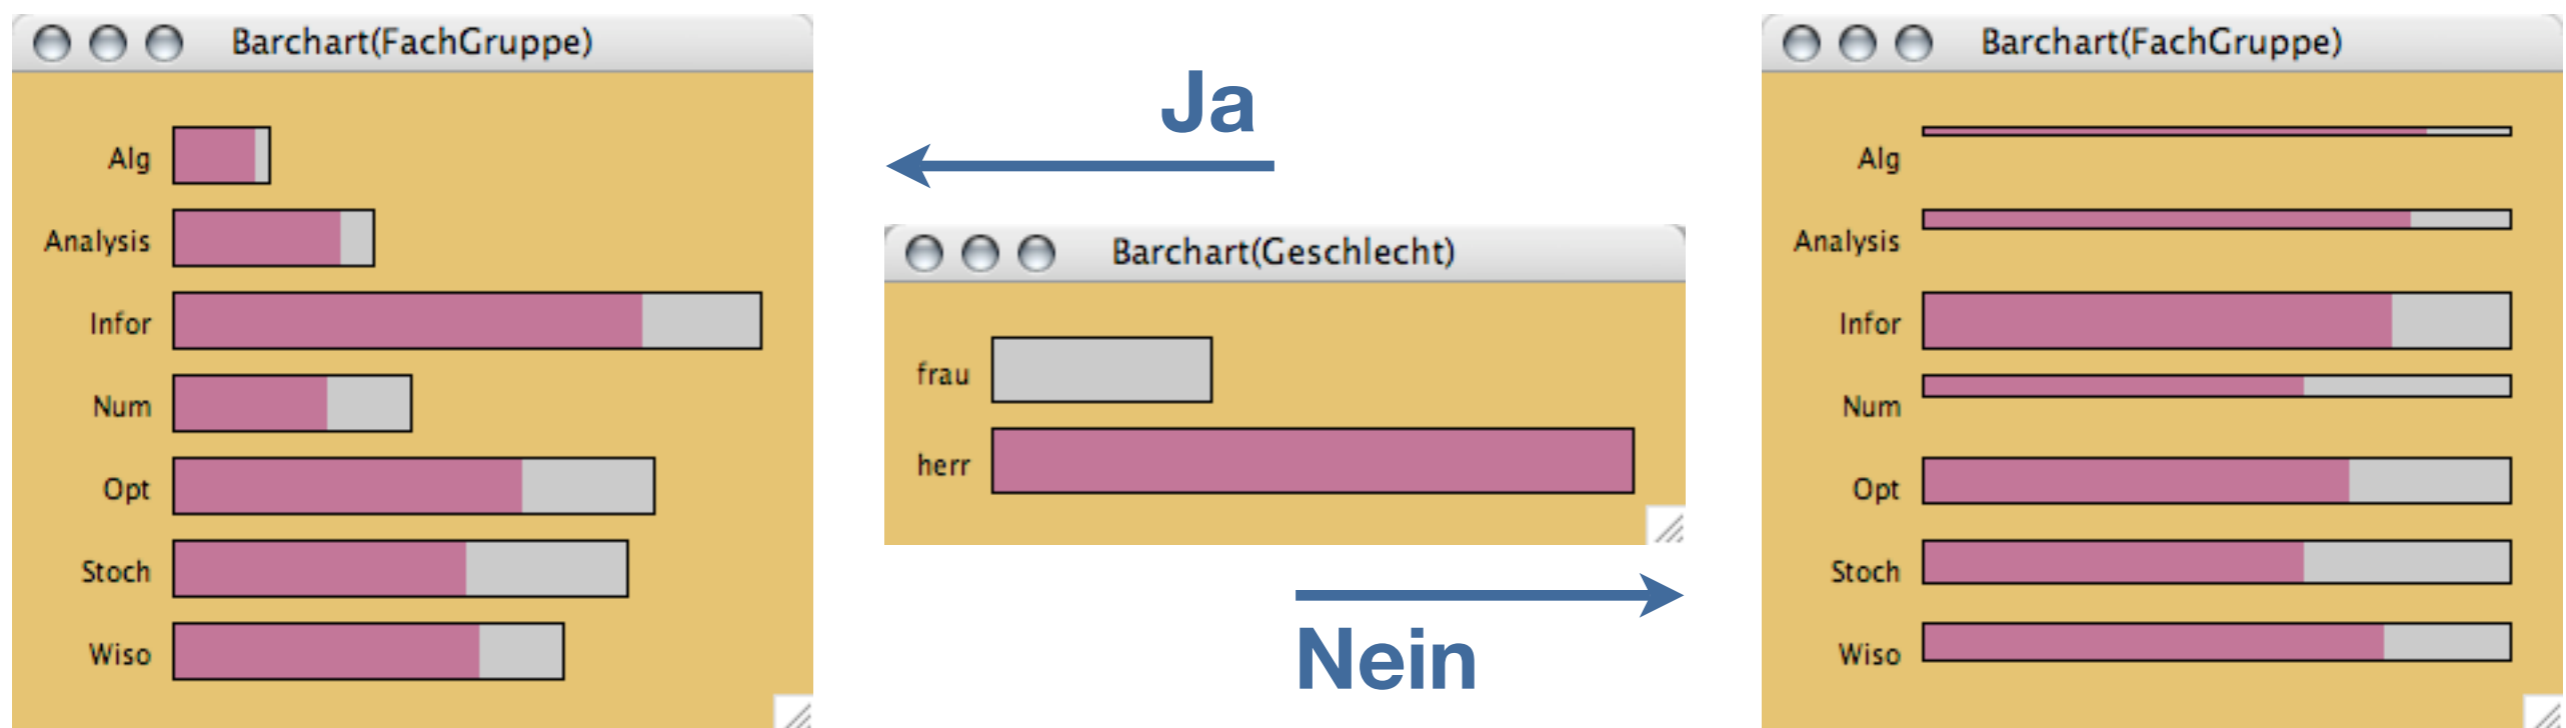 Barchart(FachGruppe)
Alg
Analysis
Infor
Num
Opt
Stoch
Wiso
Ja
Barchart(Geschlecht)
frau
herr
Nein
Barchart(FachGruppe)
Alg
Analysis
Infor
Num
Opt
Stoch
Wiso